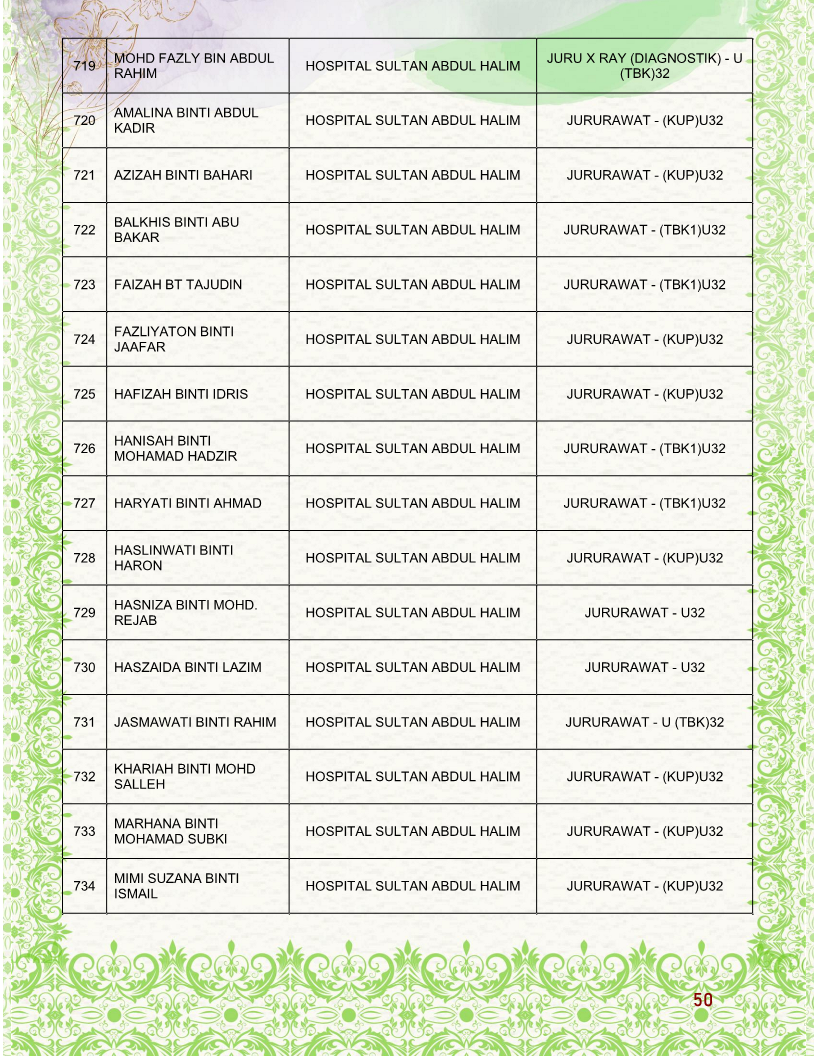 719 MOHD FAZLY BIN ABDUL RAHIM HOSPITAL SULTAN ABDUL HALIM JURU X RAY (DIAGNOSTIK) - U (TBK)32
720 AMALINA BINTI ABDUL KADIR HOSPITAL SULTAN ABDUL HALIM JURURAWAT - (KUP)U32
721 AZIZAH BINTI BAHARI HOSPITAL SULTAN ABDUL HALIM JURURAWAT - (KUP)U32
722 BALKHIS BINTI ABU BAKAR HOSPITAL SULTAN ABDUL HALIM JURURAWAT - (TBK1)U32
723 FAIZAH BT TAJUDIN HOSPITAL SULTAN ABDUL HALIM JURURAWAT - (TBK1)U32
724 FAZLIYATON BINTI JAAFAR HOSPITAL SULTAN ABDUL HALIM JURURAWAT - (KUP)U32
725 HAFIZAH BINTI IDRIS HOSPITAL SULTAN ABDUL HALIM JURURAWAT - (KUP)U32
726 HANISAH BINTI MOHAMAD HADZIR HOSPITAL SULTAN ABDUL HALIM JURURAWAT - (TBK1)U32
727 HARYATI BINTI AHMAD HOSPITAL SULTAN ABDUL HALIM JURURAWAT - (TBK1)U32
728 HASLINWATI BINTI HARON HOSPITAL SULTAN ABDUL HALIM JURURAWAT - (KUP)U32
729 HASNIZA BINTI MOHD. REJAB HOSPITAL SULTAN ABDUL HALIM JURURAWAT - U32
730 HASZAIDA BINTI LAZIM HOSPITAL SULTAN ABDUL HALIM JURURAWAT - U32
731 JASMAWATI BINTI RAHIM HOSPITAL SULTAN ABDUL HALIM JURURAWAT - U (TBK)32
732 KHARIAH BINTI MOHD SALLEH HOSPITAL SULTAN ABDUL HALIM JURURAWAT - (KUP)U32
733 MARHANA BINTI MOHAMAD SUBKI HOSPITAL SULTAN ABDUL HALIM JURURAWAT - (KUP)U32
734 MIMI SUZANA BINTI ISMAIL HOSPITAL SULTAN ABDUL HALIM JURURAWAT - (KUP)U32
50